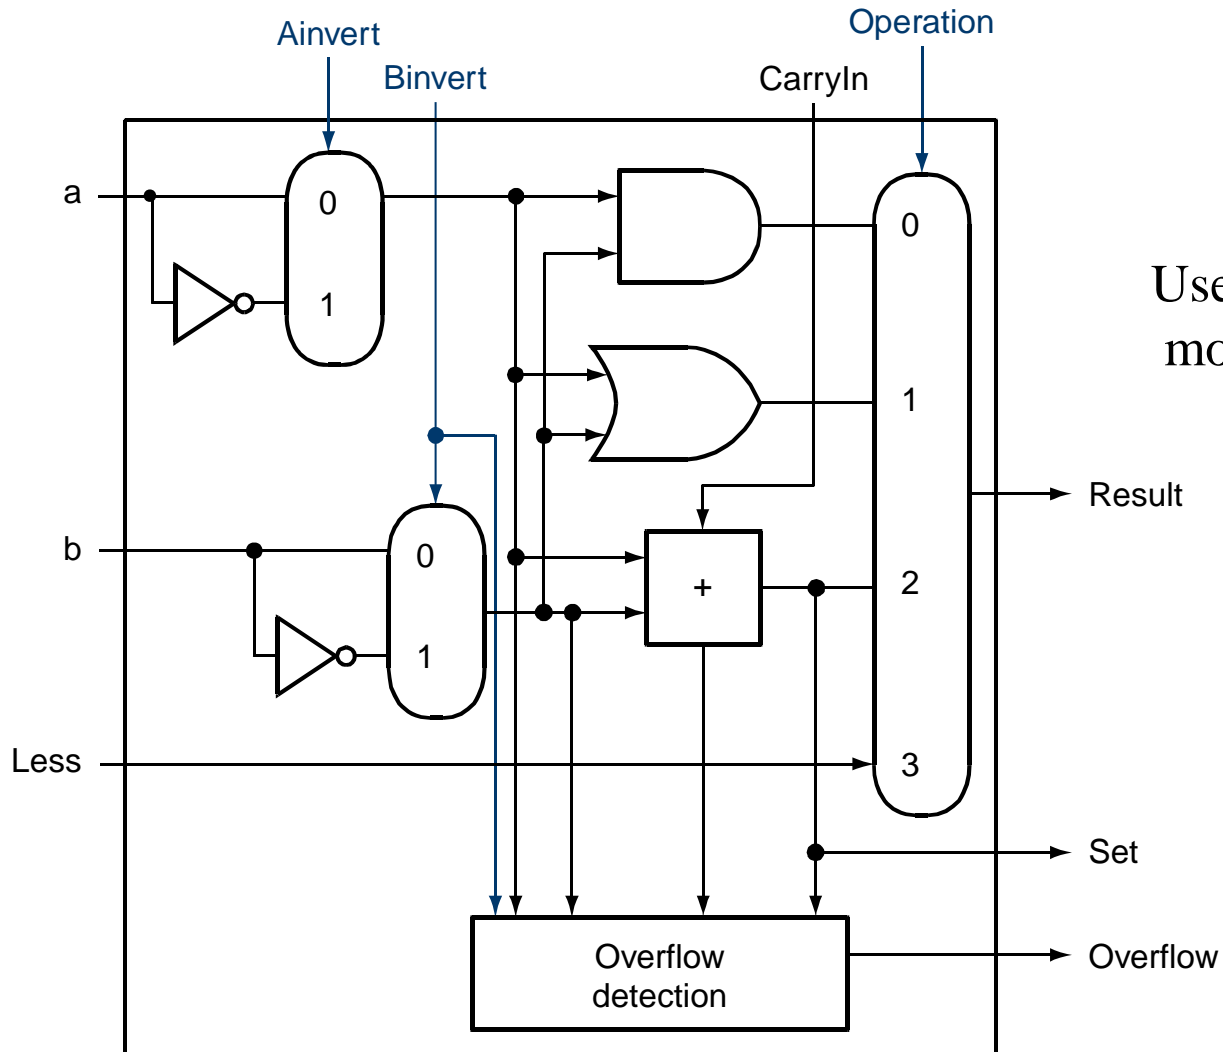 Ainvert
Operation
Binvert
CarryIn
a
0
1
0
1
b
0
1
+
2
Result
Less
3
Set
Overflow
detection
Overflow